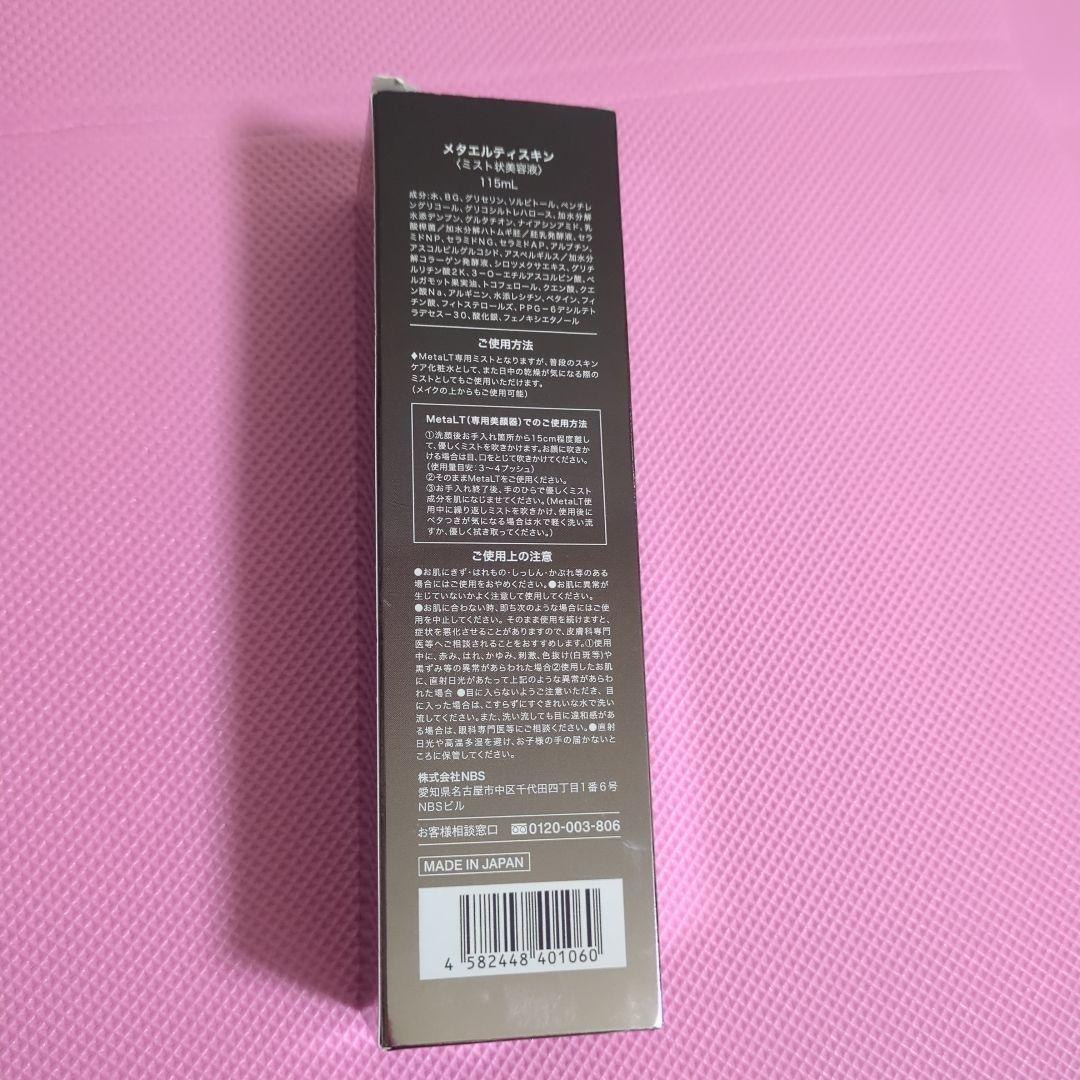 メタエルティスキン
〈ミスト状美容液〉
115mL
成分:水、BG、グリセリン、ソルビトール、ペンチレ
ングリコール、グリコシルトレハロース、加水分解
水添デンプン、グルタチオン、ナイアシンアミド、乳
酸桿菌／加水分解ハトムギ胚／胚乳発酵液、セラ
ミドNP、セラミドNG、セラミドAP、アルブチン、
アスコルビルグルコシド、アスペルギルス／加水分
解コラーゲン発酵液、シロツメクサエキス、グリチ
ルリチン酸2K、3-O-エチルアスコルビン酸、ベ
ルガモット果実油、トコフェロール、クエン酸、クエ
ン酸Na、アルギニン、水添レシチン、ベタイン、フィ
チン酸、フィトステロールズ、PPG-6デシルテト
ラデセス-30、酸化銀、フェノキシエタノール
ご使用方法
♦MetaLT専用ミストとなりますが、普段のスキン
ケア化粧水として、また日中の乾燥が気になる際の
ミストとしてもご使用いただけます。
(メイクの上からもご使用可能)
MetaLT(専用美顔器)でのご使用方法
①洗顔後お手入れ箇所から15cm程度離し
て、優しくミストを吹きかけます。お顔に吹きか
ける場合は目、口をとじて吹きかけてください。
(使用量目安:3〜4プッシュ)
②そのままMetaLTをご使用ください。
③お手入れ終了後、手のひらで優しくミスト
成分を肌になじませてください。(MetaLT使
用中に繰り返しミストを吹きかけ、使用後に
ベタつきが気になる場合は水で軽く洗い流
すか、優しく拭き取ってください。)
ご使用上の注意
●お肌にきず・はれもの・しっしん・かぶれ等のある
場合にはご使用をおやめください。●お肌に異常が
生じていないかよく注意して使用してください。
●お肌に合わない時、即ち次のような場合にはご使
用を中止してください。そのまま使用を続けますと、
症状を悪化させることがありますので、皮膚科専門
医等へご相談されることをおすすめします。①使用
中に、赤み、はれ、かゆみ、刺激、色抜け(白斑等)や
黒ずみ等の異常があらわれた場合②使用したお肌
に、直射日光があたって上記のような異常があらわ
れた場合 ●目に入らないようご注意いただき、目
に入った場合は、こすらずにすぐきれいな水で洗い
流してください。また、洗い流しても目に違和感があ
る場合は、眼科専門医等にご相談ください。●直射
日光や高温多湿を避け、お子様の手の届かないと
ころに保管してください。
株式会社NBS
愛知県名古屋市中区千代田四丁目1番6号
NBSビル
お客様相談窓口 0120-003-806
MADE IN JAPAN
4 582448 401060